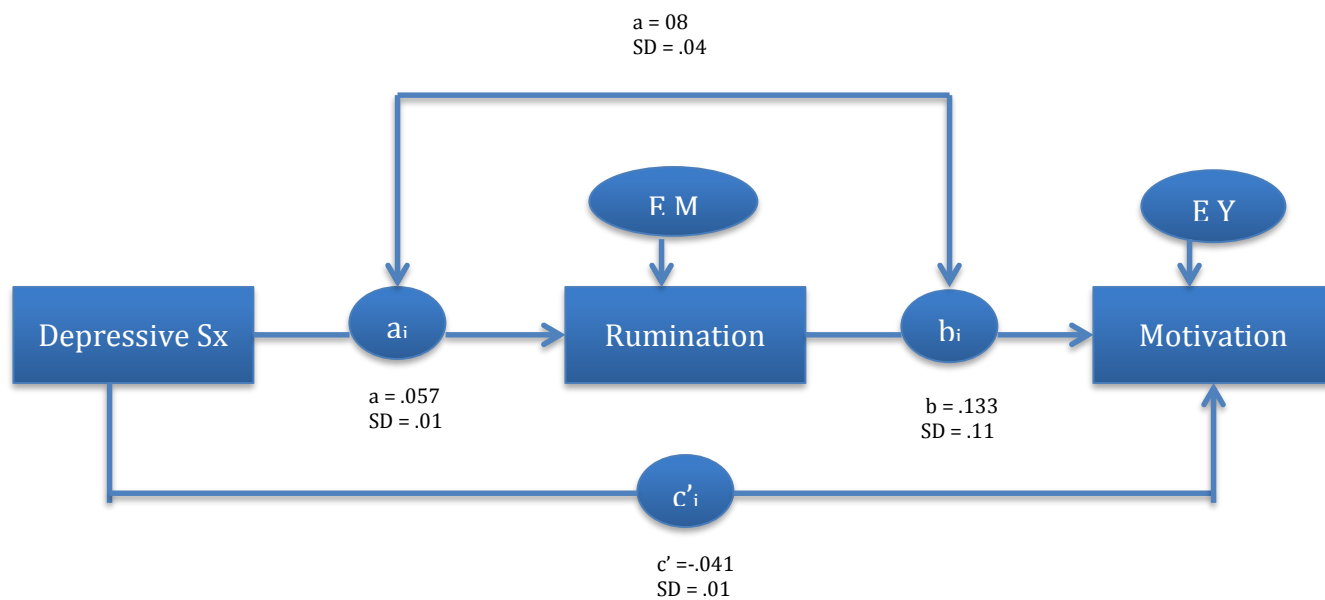 a = 08
SD = .04
E M
E Y
Depressive Sx
aᵢ
Rumination
bᵢ
Motivation
a = .057
SD = .01
b = .133
SD = .11
c’ᵢ
c’ =-.041
SD = .01